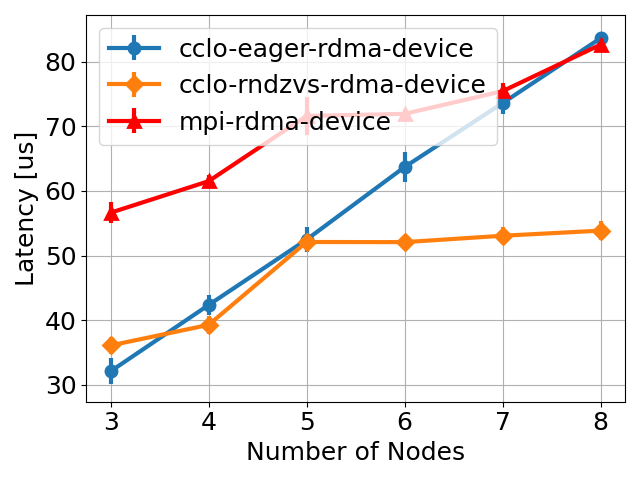 cclo-eager-rdma-device
cclo-rndzvs-rdma-device
mpi-rdma-device
80
70
60
50
40
30
Latency [us]
3 4 5 6 7 8
Number of Nodes